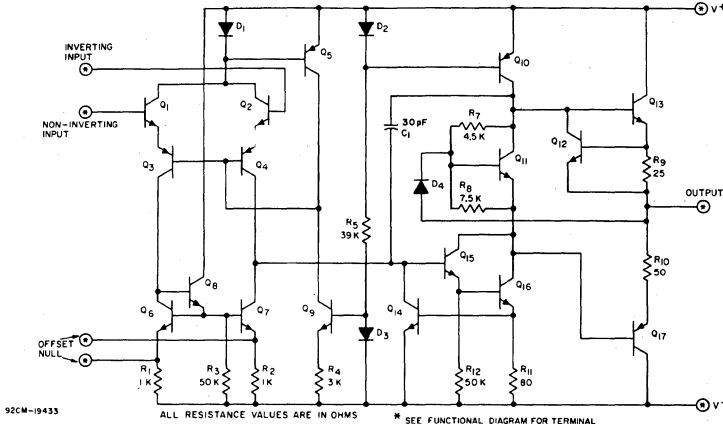 V+
D1
D2
INVERTING
INPUT
Q5
Q10
Q1
Q2
NON-INVERTING
INPUT
30 pF
C1
R7
4.5 K
Q13
Q12
Q3
Q4
Q11
R9
25
D4
R8
7.5 K
OUTPUT
R5
39 K
R10
50
Q15
Q8
Q16
Q6
Q7
Q9
Q14
Q17
OFFSET
NULL
D3
R1
1 K
R3
50 K
R2
1K
R4
3 K
R12
50 K
R11
80
V-
92CM-19433
ALL RESISTANCE VALUES ARE IN OHMS
* SEE FUNCTIONAL DIAGRAM FOR TERMINAL